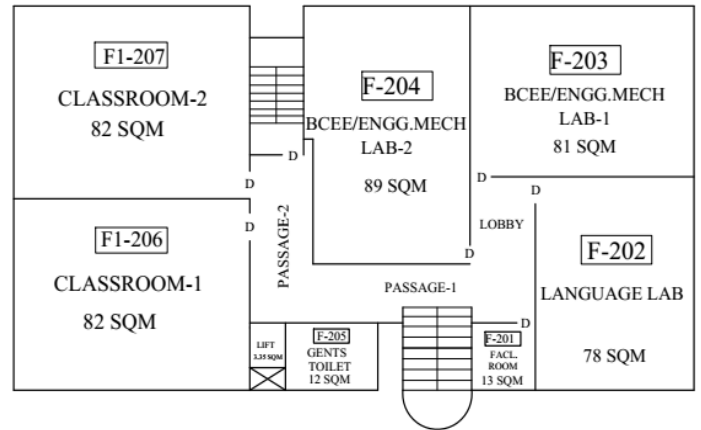 F1-207
CLASSROOM-2
82 SQM
F-204
BCEE/ENGG.MECH
LAB-2
89 SQM
F-203
BCEE/ENGG.MECH
LAB-1
81 SQM
D
D
D
D
D
D
D
F1-206
CLASSROOM-1
82 SQM
PASSAGE-2
LOBBY
PASSAGE-1
F-202
LANGUAGE LAB
78 SQM
LIFT
3.35 SQM
F-205
GENTS
TOILET
12 SQM
F-201
FACL.
ROOM
13 SQM